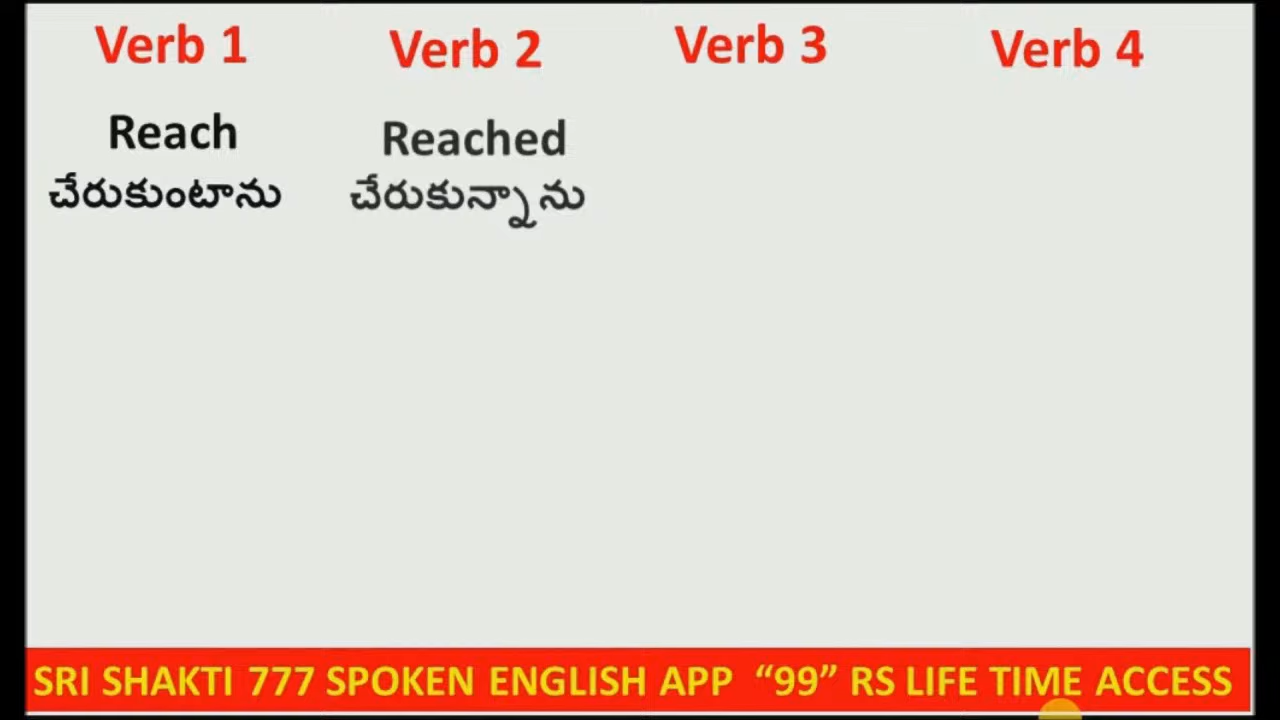 Verb 1 Verb 2 Verb 3 Verb 4
Reach Reached
చేరుకుంటాను చేరుకున్నాను
SRI SHAKTI 777 SPOKEN ENGLISH APP “99” RS LIFE TIME ACCESS